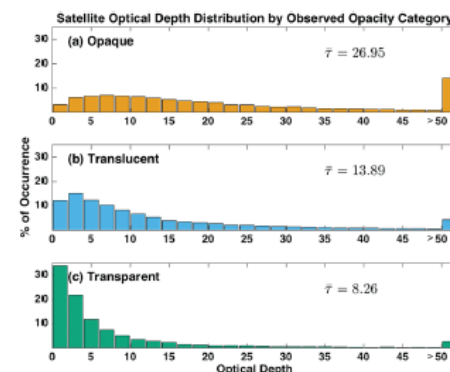 Satellite Optical Depth Distribution by Observed Opacity Category
(a) Opaque
τ̄ = 26.95
30
20
10
0 5 10 15 20 25 30 35 40 45 >50
(b) Translucent
τ̄ = 13.89
30
20
10
0 5 10 15 20 25 30 35 40 45 >50
% of Occurrence
(c) Transparent
τ̄ = 8.26
30
20
10
0 5 10 15 20 25 30 35 40 45 >50
Optical Depth